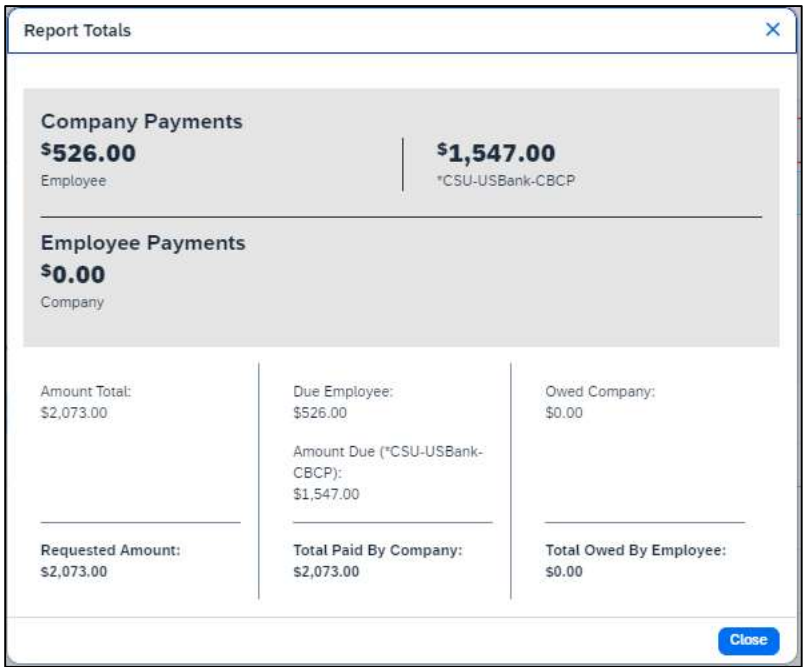 Report Totals
Company Payments
$526.00
Employee
$1,547.00
*CSU-USBank-CBCP
Employee Payments
$0.00
Company
Amount Total:
$2,073.00
Due Employee:
$526.00
Amount Due (*CSU-USBank-
CBCP):
$1,547.00
Owed Company:
$0.00
Requested Amount:
$2,073.00
Total Paid By Company:
$2,073.00
Total Owed By Employee:
$0.00
Close